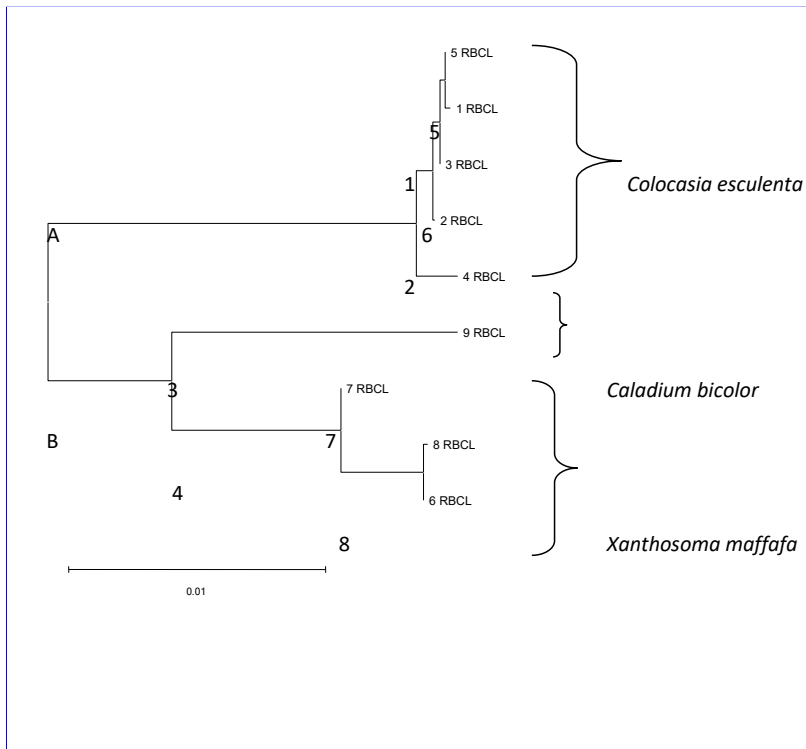 5 RBCL
1 RBCL
5
3 RBCL
1
Colocasia esculenta
2 RBCL
A
6
4 RBCL
2
9 RBCL
3
7 RBCL
Caladium bicolor
B
7
8 RBCL
4
6 RBCL
8
Xanthosoma maffafa
0.01